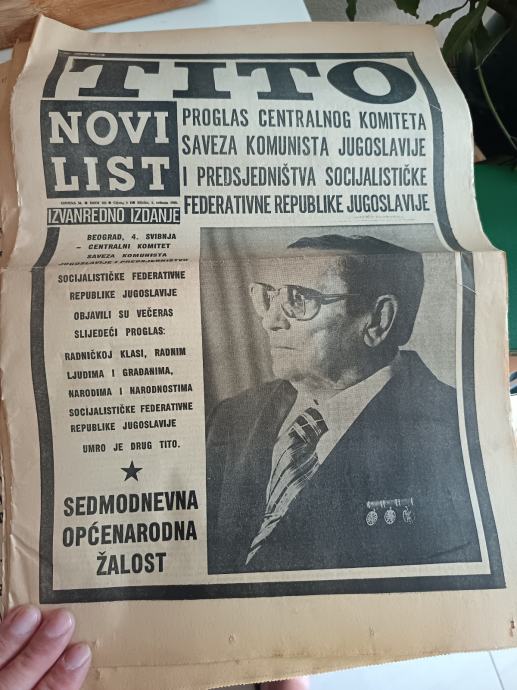 TITO
NOVI
LIST
IZVANREDNO IZDANJE
PROGLAS CENTRALNOG KOMITETA
SAVEZA KOMUNISTA JUGOSLAVIJE
I PREDSJEDNIŠTVA SOCIJALISTIČKE
FEDERATIVNE REPUBLIKE JUGOSLAVIJE
BEOGRAD, 4. SVIBNJA
– CENTRALNI KOMITET
SAVEZA KOMUNISTA
JUGOSLAVIJE I PREDSJEDNIŠTVO
SOCIJALISTIČKE FEDERATIVNE
REPUBLIKE JUGOSLAVIJE
OBJAVILI SU VEČERAS
SLIJEDEĆI PROGLAS:
RADNIČKOJ KLASI, RADNIM
LJUDIMA I GRAĐANIMA,
NARODIMA I NARODNOSTIMA
SOCIJALISTIČKE FEDERATIVNE
REPUBLIKE JUGOSLAVIJE
UMRO JE DRUG TITO.
SEDMODNEVNA
OPĆENARODNA
ŽALOST